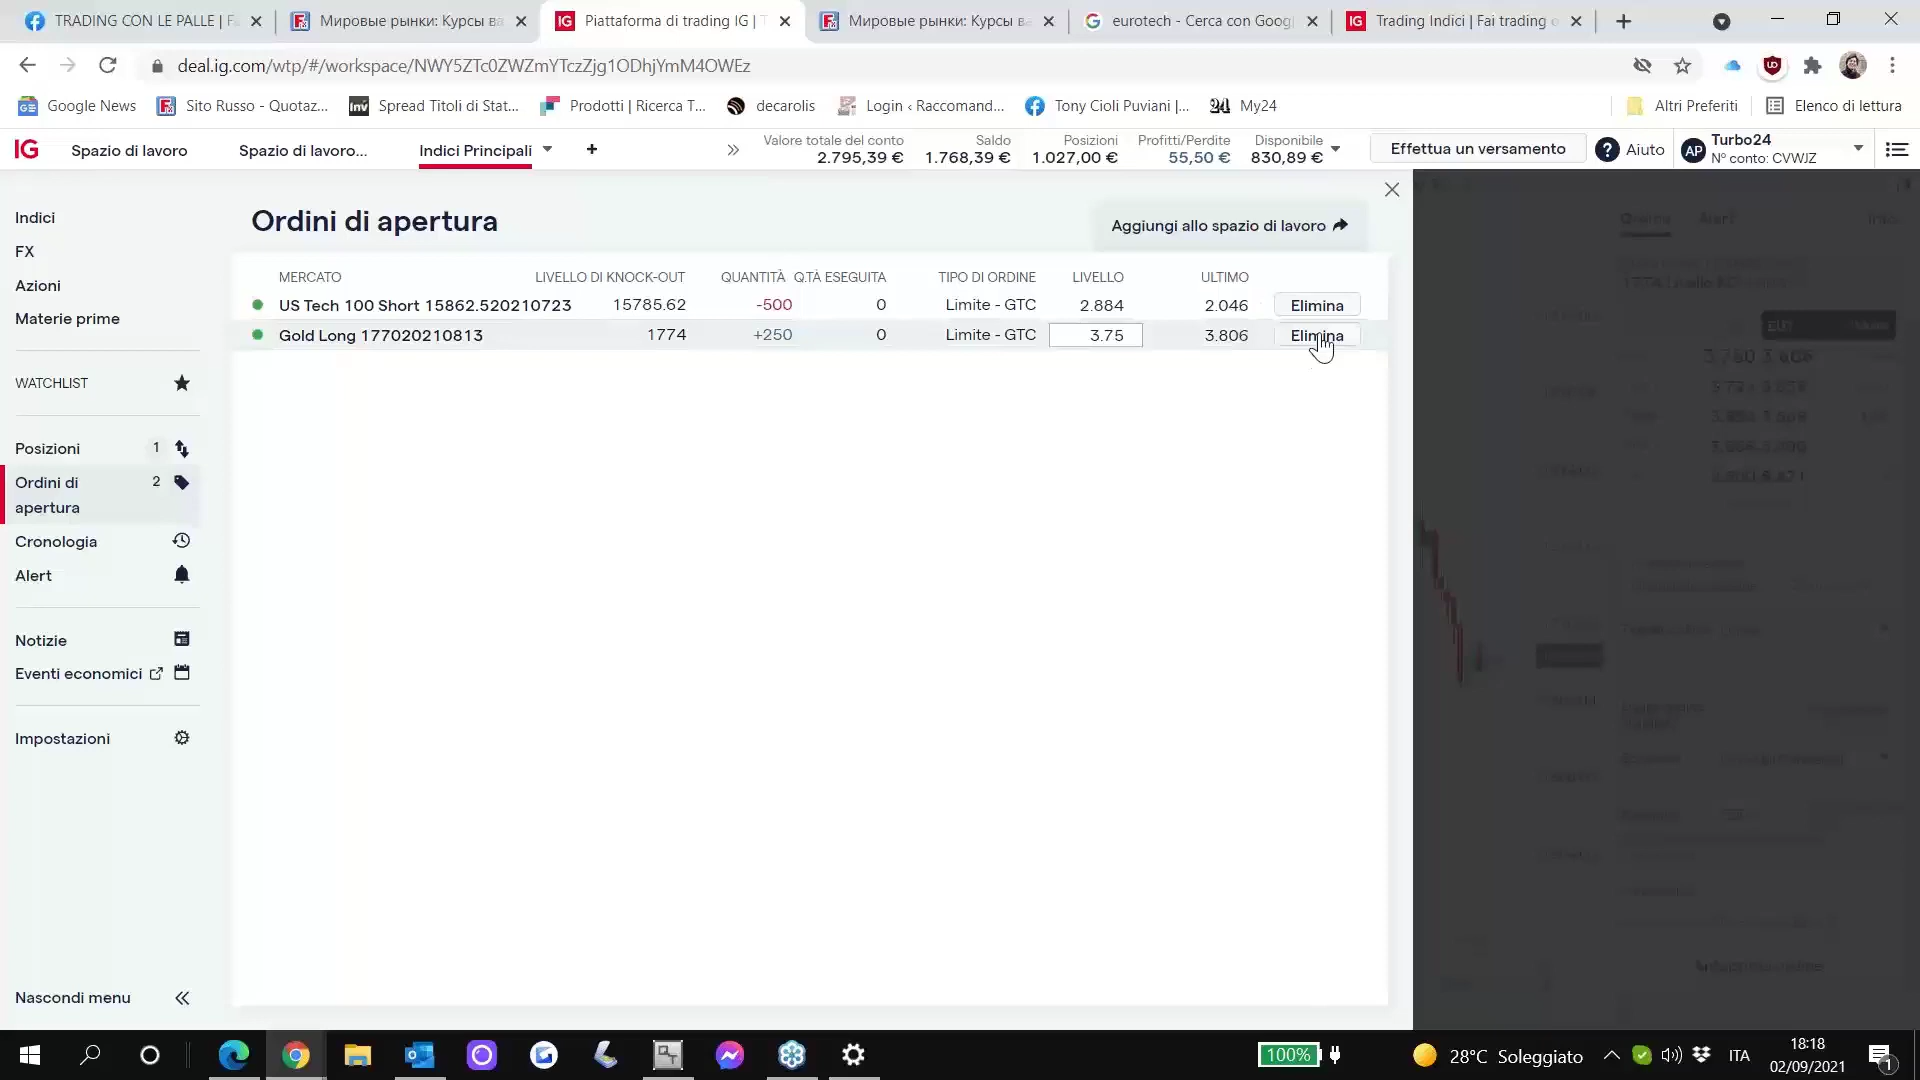 TRADING CON LE PALLE | Fa
Мировые рынки: Курсы ва
IG Piattaforma di trading IG | T
Мировые рынки: Курсы ва
eurotech - Cerca con Goog
IG Trading Indici | Fai trading o
deal.ig.com/wtp/#/workspace/NWY5ZTc0ZWZmYTczZjg1ODhjYmM4OWEz
Google News
Sito Russo - Quotaz...
Inv Spread Titoli di Stat...
Prodotti | Ricerca T...
decarolis
Login ‹ Raccomand...
Tony Cioli Puviani |...
24 My24
Altri Preferiti
Elenco di lettura
IG Spazio di lavoro Spazio di lavoro... Indici Principali +
Valore totale del conto Saldo Posizioni Profitti/Perdite Disponibile
2.795,39 € 1.768,39 € 1.027,00 € 55,50 € 830,89 €
Effettua un versamento
? Aiuto
AP Turbo24
N° conto: CVWJZ
Indici
FX
Azioni
Materie prime
WATCHLIST
Posizioni 1
Ordini di 2
apertura
Cronologia
Alert
Notizie
Eventi economici
Impostazioni
Nascondi menu
Ordini di apertura
Aggiungi allo spazio di lavoro
MERCATO LIVELLO DI KNOCK-OUT QUANTITÀ Q.TÀ ESEGUITA TIPO DI ORDINE LIVELLO ULTIMO
US Tech 100 Short 15862.520210723 15785.62 -500 0 Limite - GTC 2.884 2.046 Elimina
Gold Long 177020210813 1774 +250 0 Limite - GTC 3.75 3.806 Elimina
100%
28°C Soleggiato
ITA
18:18
02/09/2021
1